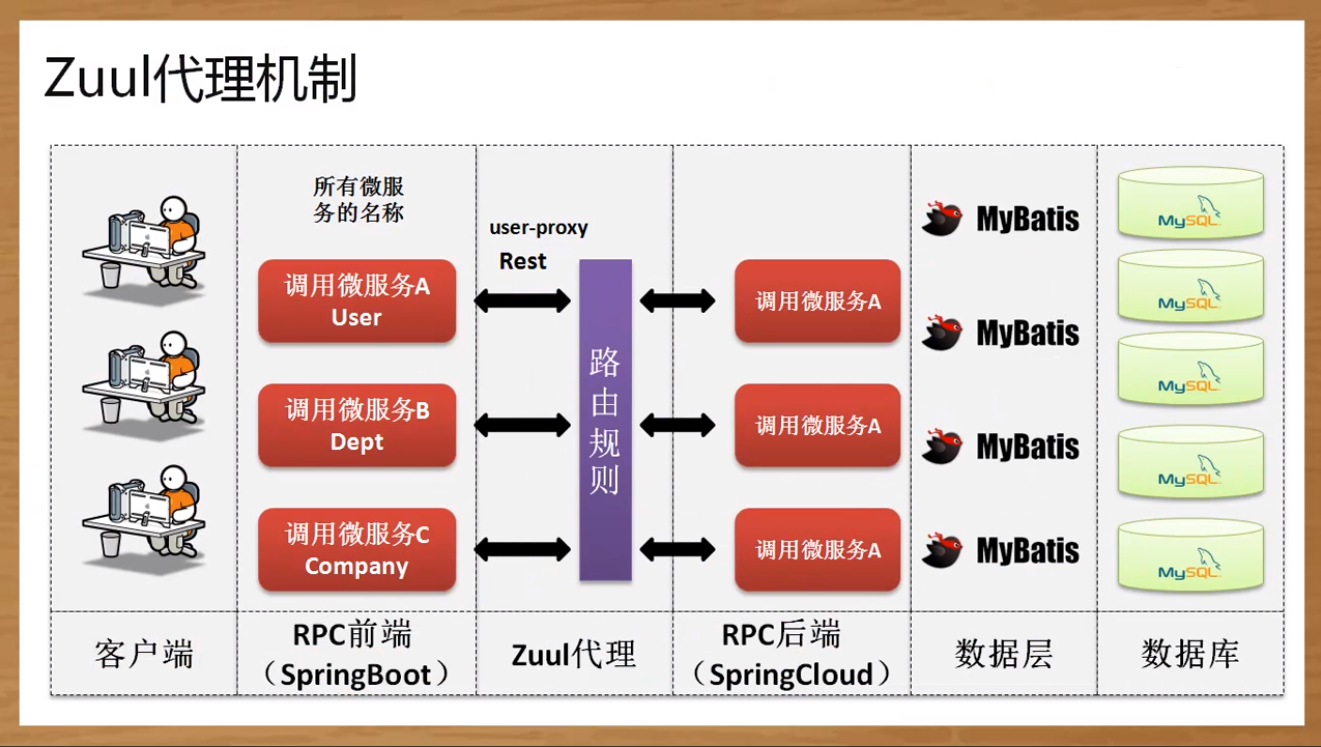 Zuul代理机制
所有微服
务的名称
user-proxy
Rest
调用微服务A
User
调用微服务B
Dept
调用微服务C
Company
路
由
规
则
调用微服务A
调用微服务A
调用微服务A
MyBatis
MyBatis
MyBatis
MyBatis
MySQL
MySQL
MySQL
MySQL
MySQL
客户端
RPC前端
（SpringBoot）
Zuul代理
RPC后端
（SpringCloud）
数据层
数据库